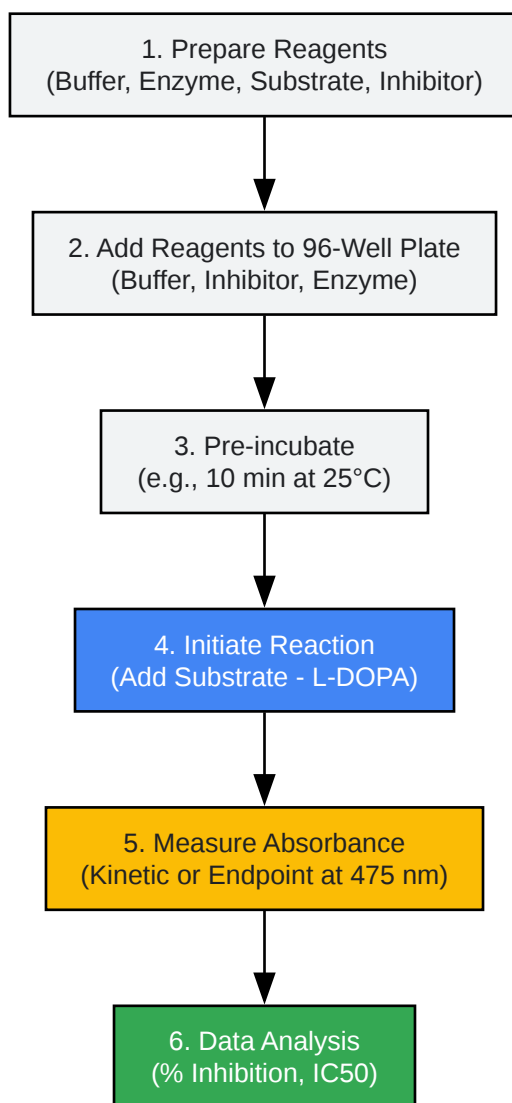 1. Prepare Reagents
(Buffer, Enzyme, Substrate, Inhibitor)
2. Add Reagents to 96-Well Plate
(Buffer, Inhibitor, Enzyme)
3. Pre-incubate
(e.g., 10 min at 25°C)
4. Initiate Reaction
(Add Substrate - L-DOPA)
5. Measure Absorbance
(Kinetic or Endpoint at 475 nm)
6. Data Analysis
(% Inhibition, IC50)